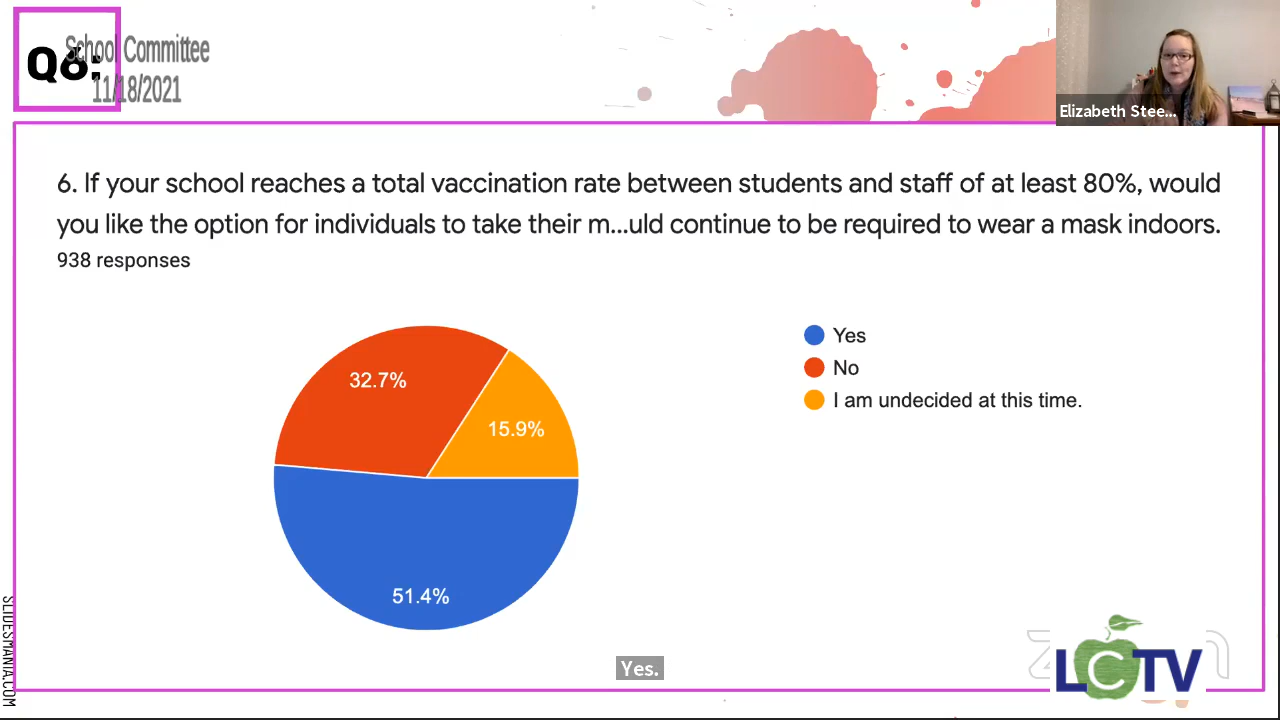 Q6:
School Committee
11/18/2021
Elizabeth Stee...
6. If your school reaches a total vaccination rate between students and staff of at least 80%, would
you like the option for individuals to take their m...uld continue to be required to wear a mask indoors.
938 responses
Yes
No
I am undecided at this time.
32.7%
15.9%
51.4%
Yes.
LCTV
SLIDESMANIA.COM